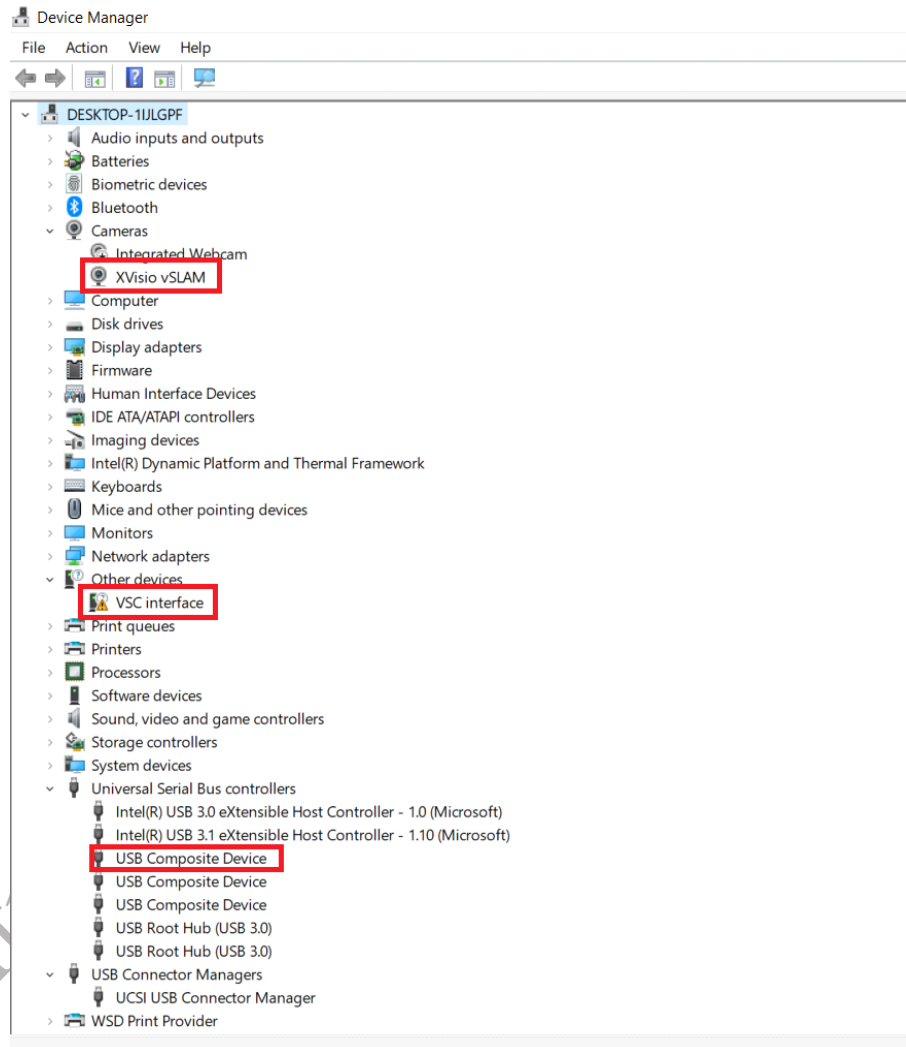 Device Manager
File Action View Help
DESKTOP-1IJLGPF
Audio inputs and outputs
Batteries
Biometric devices
Bluetooth
Cameras
Integrated Webcam
XVisio vSLAM
Computer
Disk drives
Display adapters
Firmware
Human Interface Devices
IDE ATA/ATAPI controllers
Imaging devices
Intel(R) Dynamic Platform and Thermal Framework
Keyboards
Mice and other pointing devices
Monitors
Network adapters
Other devices
VSC interface
Print queues
Printers
Processors
Software devices
Sound, video and game controllers
Storage controllers
System devices
Universal Serial Bus controllers
Intel(R) USB 3.0 eXtensible Host Controller - 1.0 (Microsoft)
Intel(R) USB 3.1 eXtensible Host Controller - 1.10 (Microsoft)
USB Composite Device
USB Composite Device
USB Composite Device
USB Root Hub (USB 3.0)
USB Root Hub (USB 3.0)
USB Connector Managers
UCSI USB Connector Manager
WSD Print Provider